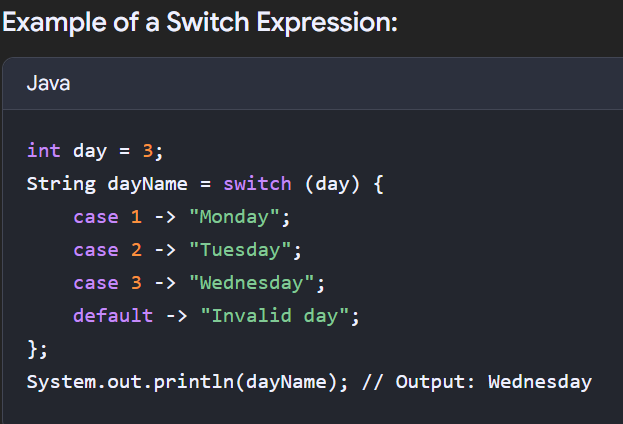 Example of a Switch Expression:
Java
int day = 3;
String dayName = switch (day) {
    case 1 -> "Monday";
    case 2 -> "Tuesday";
    case 3 -> "Wednesday";
    default -> "Invalid day";
};
System.out.println(dayName); // Output: Wednesday